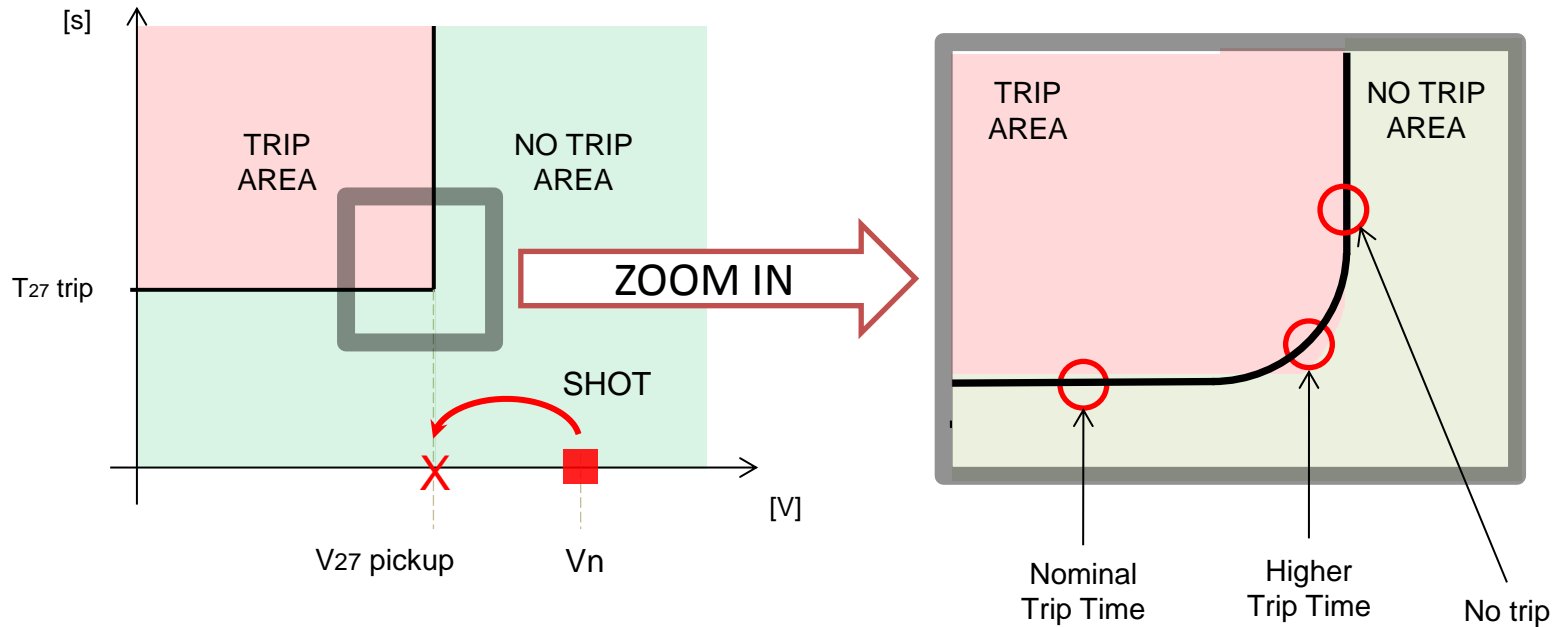 [s]
TRIP
AREA
NO TRIP
AREA
T27 trip
SHOT
X
[V]
V27 pickup
Vn
ZOOM IN
TRIP
AREA
NO TRIP
AREA
Nominal
Trip Time
Higher
Trip Time
No trip